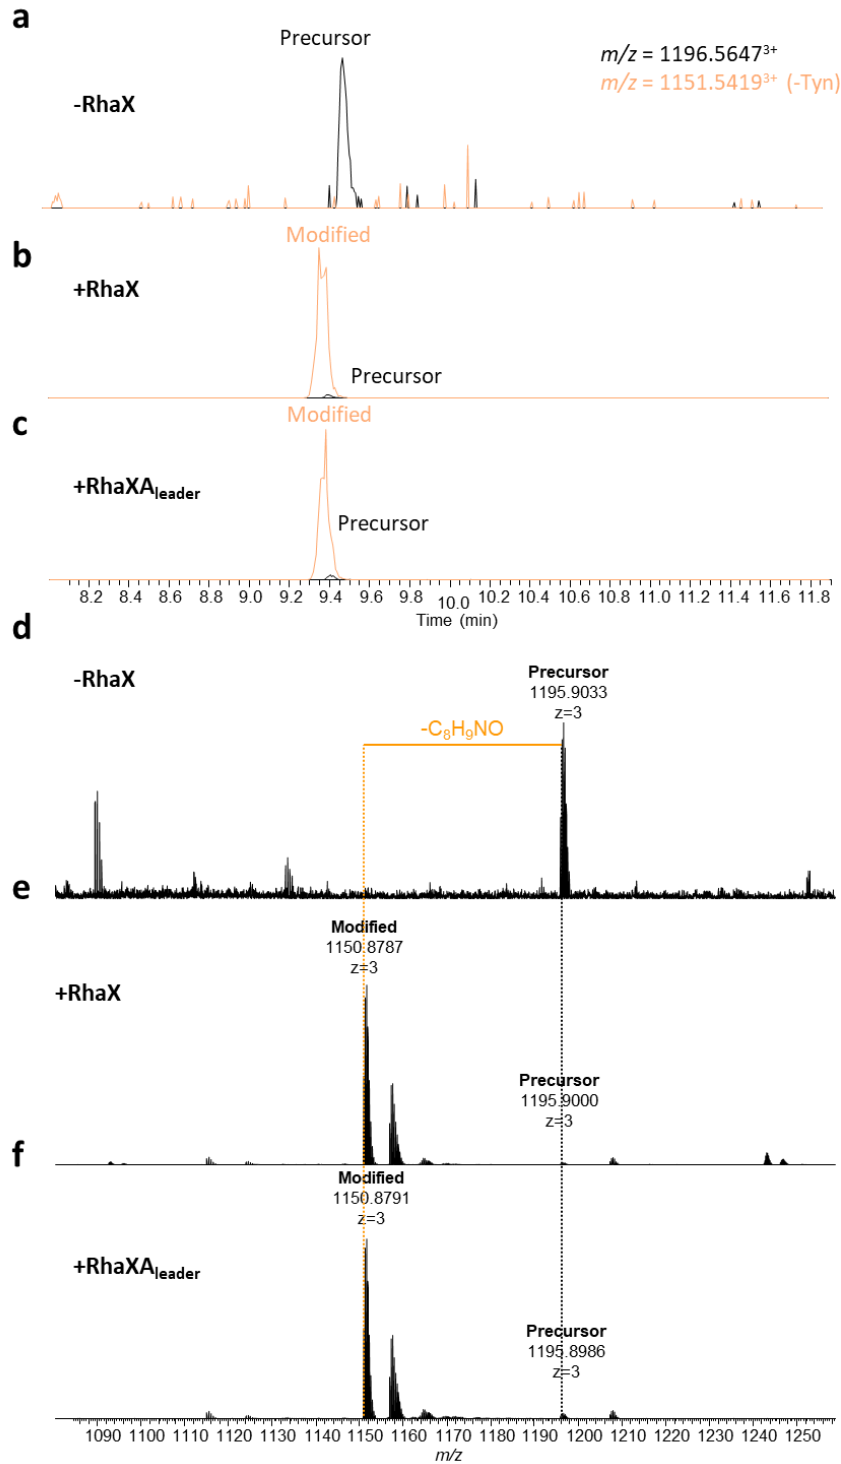 a
Precursor
m/z = 1196.5647³⁺
m/z = 1151.5419³⁺ (-Tyn)
-RhaX
Modified
b
+RhaX
Precursor
Modified
c
+RhaXAleader
Precursor
8.2 8.4 8.6 8.8 9.0 9.2 9.4 9.6 9.8 10.0 10.2 10.4 10.6 10.8 11.0 11.2 11.4 11.6 11.8
Time (min)
d
-RhaX
Precursor
1195.9033
z=3
-C₈H₉NO
e
Modified
1150.8787
z=3
+RhaX
Precursor
1195.9000
z=3
f
Modified
1150.8791
z=3
+RhaXAleader
Precursor
1195.8986
z=3
1090 1100 1110 1120 1130 1140 1150 1160 1170 1180 1190 1200 1210 1220 1230 1240 1250
m/z